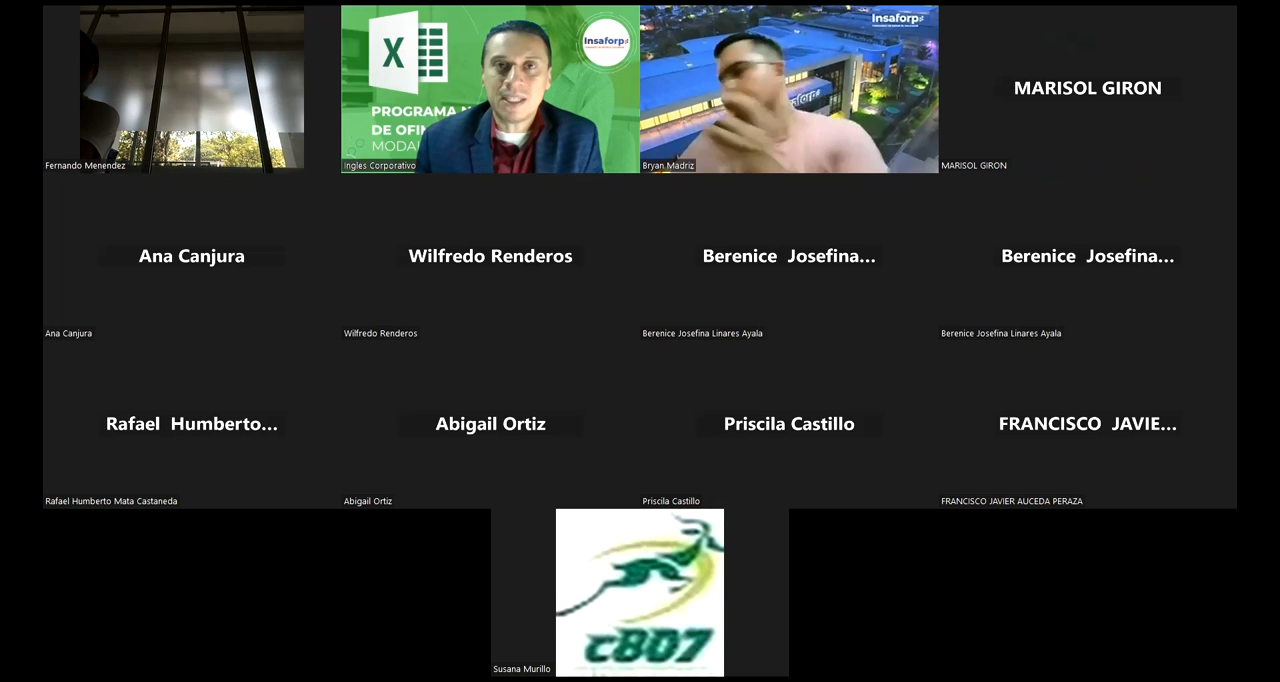 Insaforp
X
Insaforp
PROGRAMA N
DE OFI
MODA
MARISOL GIRON
Fernando Menendez
Ingles Corporativo
Bryan Madriz
MARISOL GIRON
Ana Canjura
Wilfredo Renderos
Berenice Josefina...
Berenice Josefina...
Ana Canjura
Wilfredo Renderos
Berenice Josefina Linares Ayala
Berenice Josefina Linares Ayala
Rafael Humberto...
Abigail Ortiz
Priscila Castillo
FRANCISCO JAVIE...
Rafael Humberto Mata Castaneda
Abigail Ortiz
Priscila Castillo
FRANCISCO JAVIER AUCEDA PERAZA
cBO7
Susana Murillo